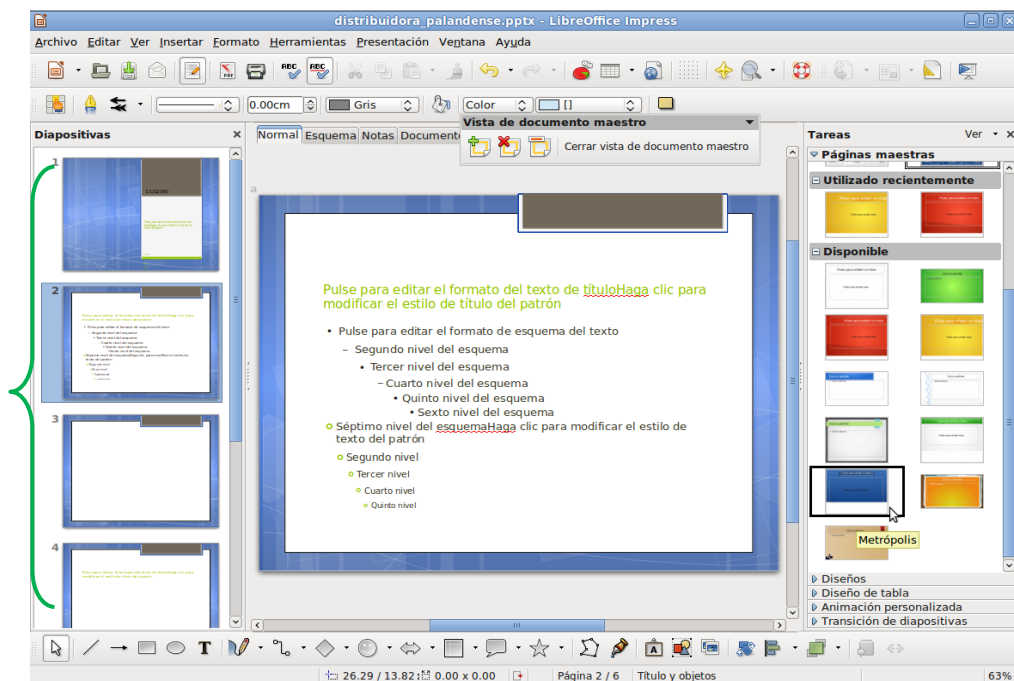 distribuidora_palandense.pptx - LibreOffice Impress
Archivo Editar Ver Insertar Formato Herramientas Presentación Ventana Ayuda
0.00cm Gris Color []
Vista de documento maestro
Cerrar vista de documento maestro
Diapositivas
Normal Esquema Notas Document
Tareas Ver
Páginas maestras
Utilizado recientemente
Disponible
1
2
3
4
Pulse para editar el formato del texto de títuloHaga clic para
modificar el estilo de título del patrón
• Pulse para editar el formato de esquema del texto
– Segundo nivel del esquema
• Tercer nivel del esquema
– Cuarto nivel del esquema
• Quinto nivel del esquema
• Sexto nivel del esquema
Séptimo nivel del esquemaHaga clic para modificar el estilo de
texto del patrón
Segundo nivel
Tercer nivel
Cuarto nivel
Quinto nivel
Metrópolis
Diseños
Diseño de tabla
Animación personalizada
Transición de diapositivas
26.29 / 13.82 0.00 x 0.00 Página 2 / 6 Título y objetos 63%